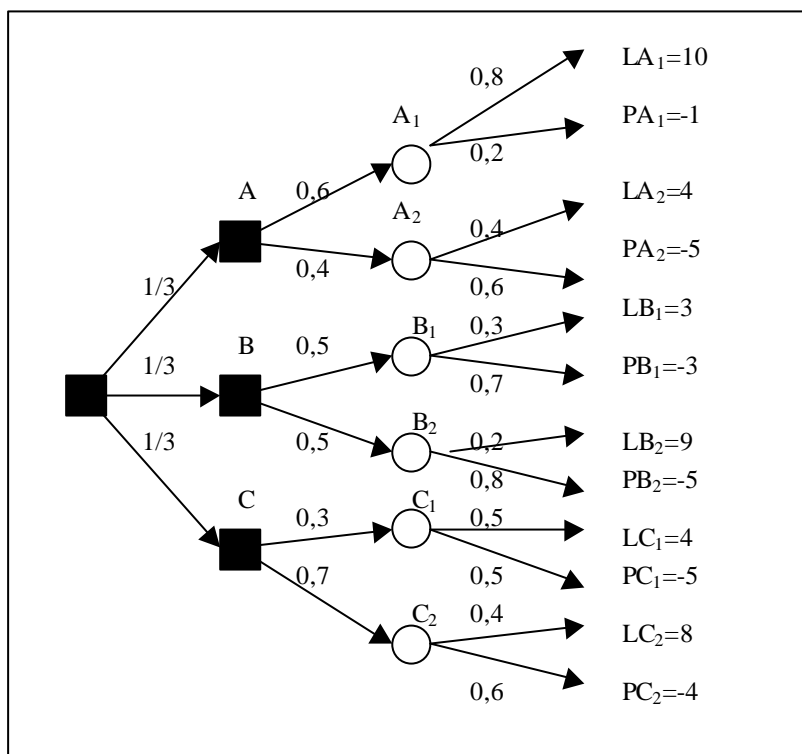 LA₁=10
0,8
PA₁=-1
A₁
0,2
A
0,6
LA₂=4
A₂
0,4
PA₂=-5
0,4
1/3
0,6
LB₁=3
B₁
0,3
B
0,5
1/3
PB₁=-3
0,7
B₂
1/3
0,5
0,2
LB₂=9
0,8
PB₂=-5
C
C₁
0,3
0,5
LC₁=4
0,7
0,5
PC₁=-5
C₂
0,4
LC₂=8
0,6
PC₂=-4